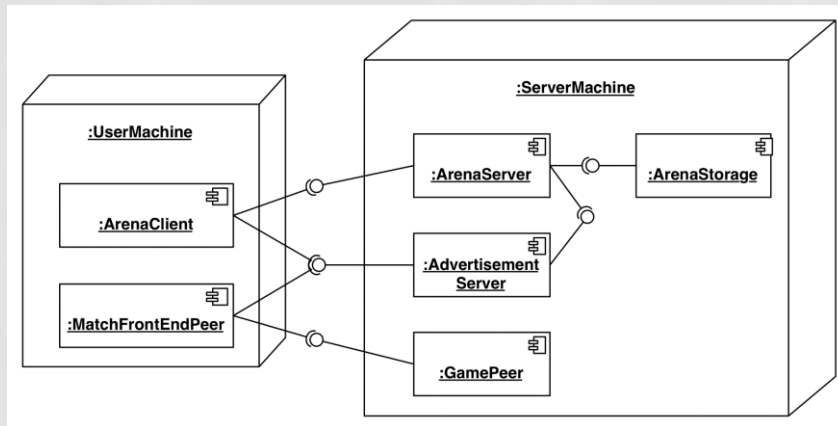 :UserMachine
:ArenaClient
:MatchFrontEndPeer
:ServerMachine
:ArenaServer
:ArenaStorage
:Advertisement
Server
:GamePeer